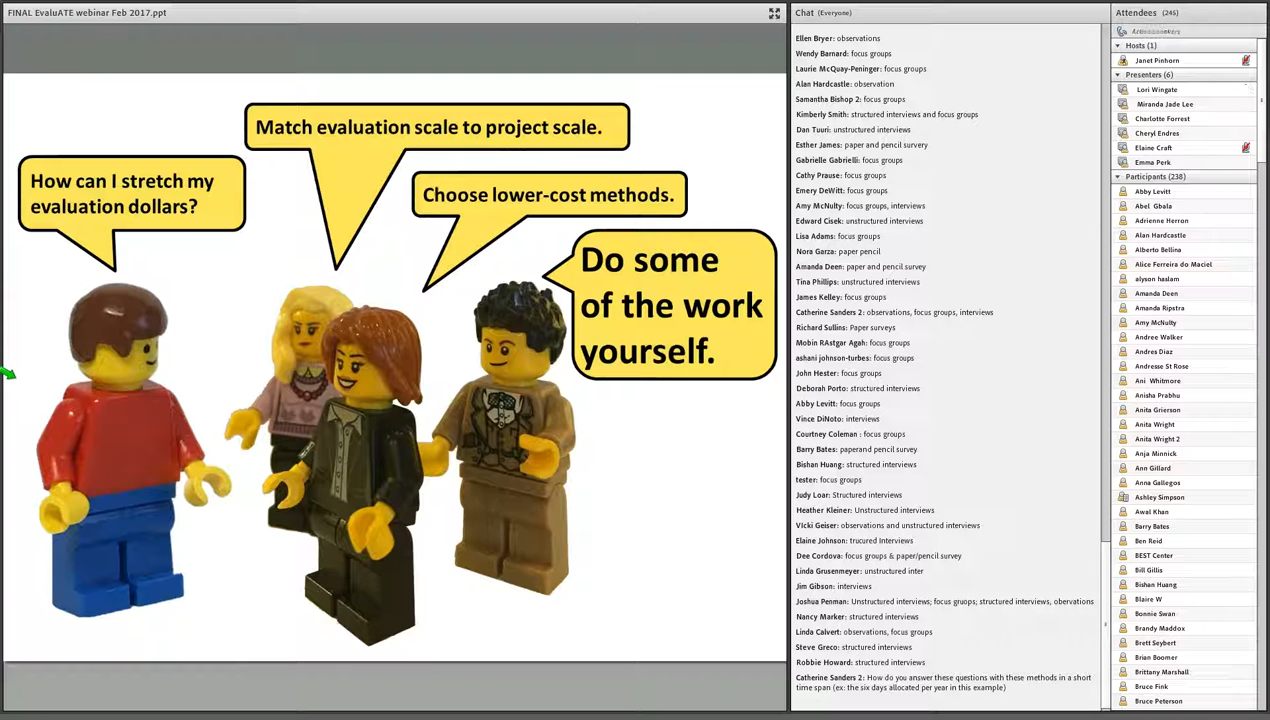 FINAL EvaluATE webinar Feb 2017.ppt
How can I stretch my
evaluation dollars?
Match evaluation scale to project scale.
Choose lower-cost methods.
Do some
of the work
yourself.
Chat (Everyone)
Ellen Bryer: observations
Wendy Barnard: focus groups
Laurie McQuay-Peninger: focus groups
Alan Hardcastle: observation
Samantha Bishop 2: focus groups
Kimberly Smith: structured interviews and focus groups
Dan Tuuri: unstructured interviews
Esther James: paper and pencil survery
Gabrielle Gabrielli: focus groups
Cathy Prause: focus groups
Emery DeWitt: focus groups
Amy McNulty: focus groups, interviews
Edward Cisek: unstructured interviews
Lisa Adams: focus groups
Nora Garza: paper pencil
Amanda Deen: paper and pencil survey
Tina Phillips: unstructured interviews
James Kelley: focus groups
Catherine Sanders 2: observations, focus groups, interviews
Richard Sullins: Paper surveys
Mobin RAstgar Agah: focus groups
ashani johnson-turbes: focus groups
John Hester: focus groups
Deborah Porto: structured interviews
Abby Levitt: focus groups
Vince DiNoto: interviews
Courtney Coleman : focus groups
Barry Bates: paperand pencil survey
Bishan Huang: structured interviews
tester: focus groups
Judy Loar: Structured interviews
Heather Kleiner: Unstructured interviews
VIcki Geiser: observations and unstructured interviews
Elaine Johnson: trucured Interviews
Dee Cordova: focus groups & paper/pencil survey
Linda Grusenmeyer: unstructured inter
Jim Gibson: interviews
Joshua Penman: Unstructured interviews; focus gruops; structured interviews, obervations
Nancy Marker: structured interviews
Linda Calvert: observations, focus groups
Steve Greco: structured interviews
Robbie Howard: structured interviews
Catherine Sanders 2: How do you answer these questions with these methods in a short
time span (ex: the six days allocated per year in this example)
Attendees (245)
Hosts (1)
Janet Pinhorn
Presenters (6)
Lori Wingate
Miranda Jade Lee
Charlotte Forrest
Cheryl Endres
Elaine Craft
Emma Perk
Participants (238)
Abby Levitt
Abel Gbala
Adrienne Herron
Alan Hardcastle
Alberto Bellina
Alice Ferreira do Maciel
alyson haslam
Amanda Deen
Amanda Ripstra
Amy McNulty
Andree Walker
Andres Diaz
Andresse St Rose
Ani Whitmore
Anisha Prabhu
Anita Grierson
Anita Wright
Anita Wright 2
Anja Minnick
Ann Gillard
Anna Gallegos
Ashley Simpson
Awal Khan
Barry Bates
Ben Reid
BEST Center
Bill Gillis
Bishan Huang
Blaire W
Bonnie Swan
Brandy Maddox
Brett Seybert
Brian Boomer
Brittany Marshall
Bruce Fink
Bruce Peterson